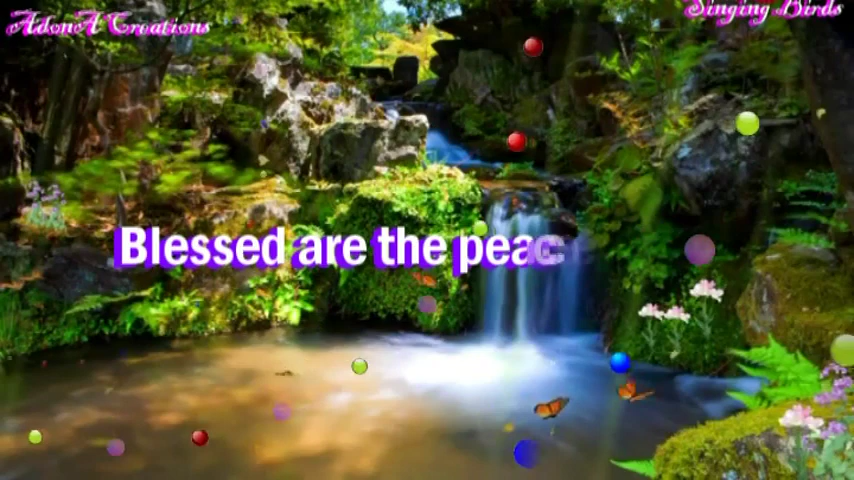 AdonA Creations
Singing Birds
Blessed are the peac